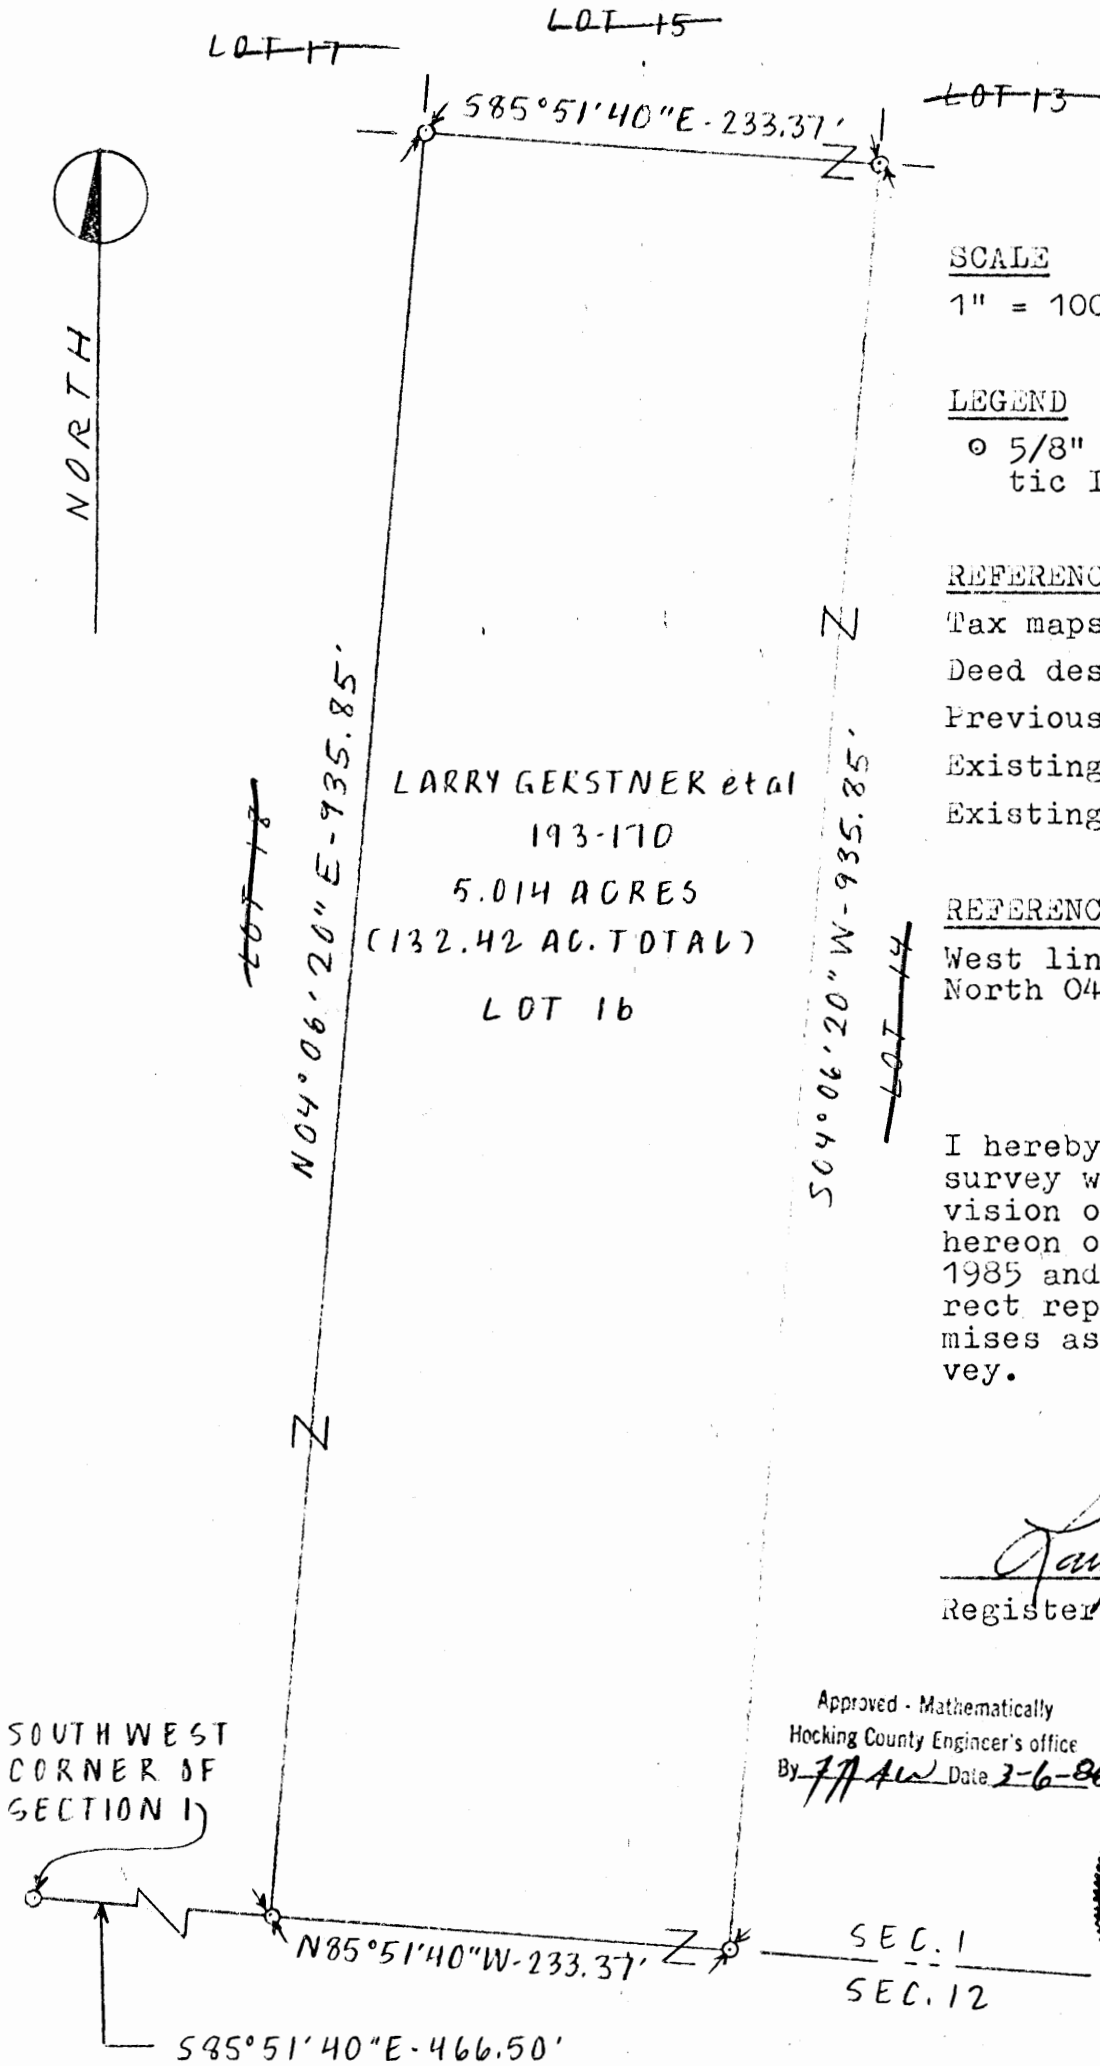 LOT 17
LOT 15
LOT 13
S85°51'40"E-233.37'
NORTH
SCALE
1" = 100
LEGEND
⊙ 5/8"
tic I
REFERENC
Tax maps
Deed des
Previous
Existing
Existing
REFERENC
West lin
North 04
N04°06'20"E-935.85'
LOT 18
LARRY GERSTNER et al
193-170
5.014 ACRES
(132.42 AC. TOTAL)
LOT 16
S04°06'20"W-935.85'
LOT 14
I hereby
survey w
vision o
hereon o
1985 and
rect rep
mises as
vey.
Register
Approved - Mathematically
Hocking County Engineer's office
By Date 3-6-86
SOUTHWEST
CORNER OF
SECTION 1
N85°51'40"W-233.37'
SEC. 1
SEC. 12
S85°51'40"E-466.50'